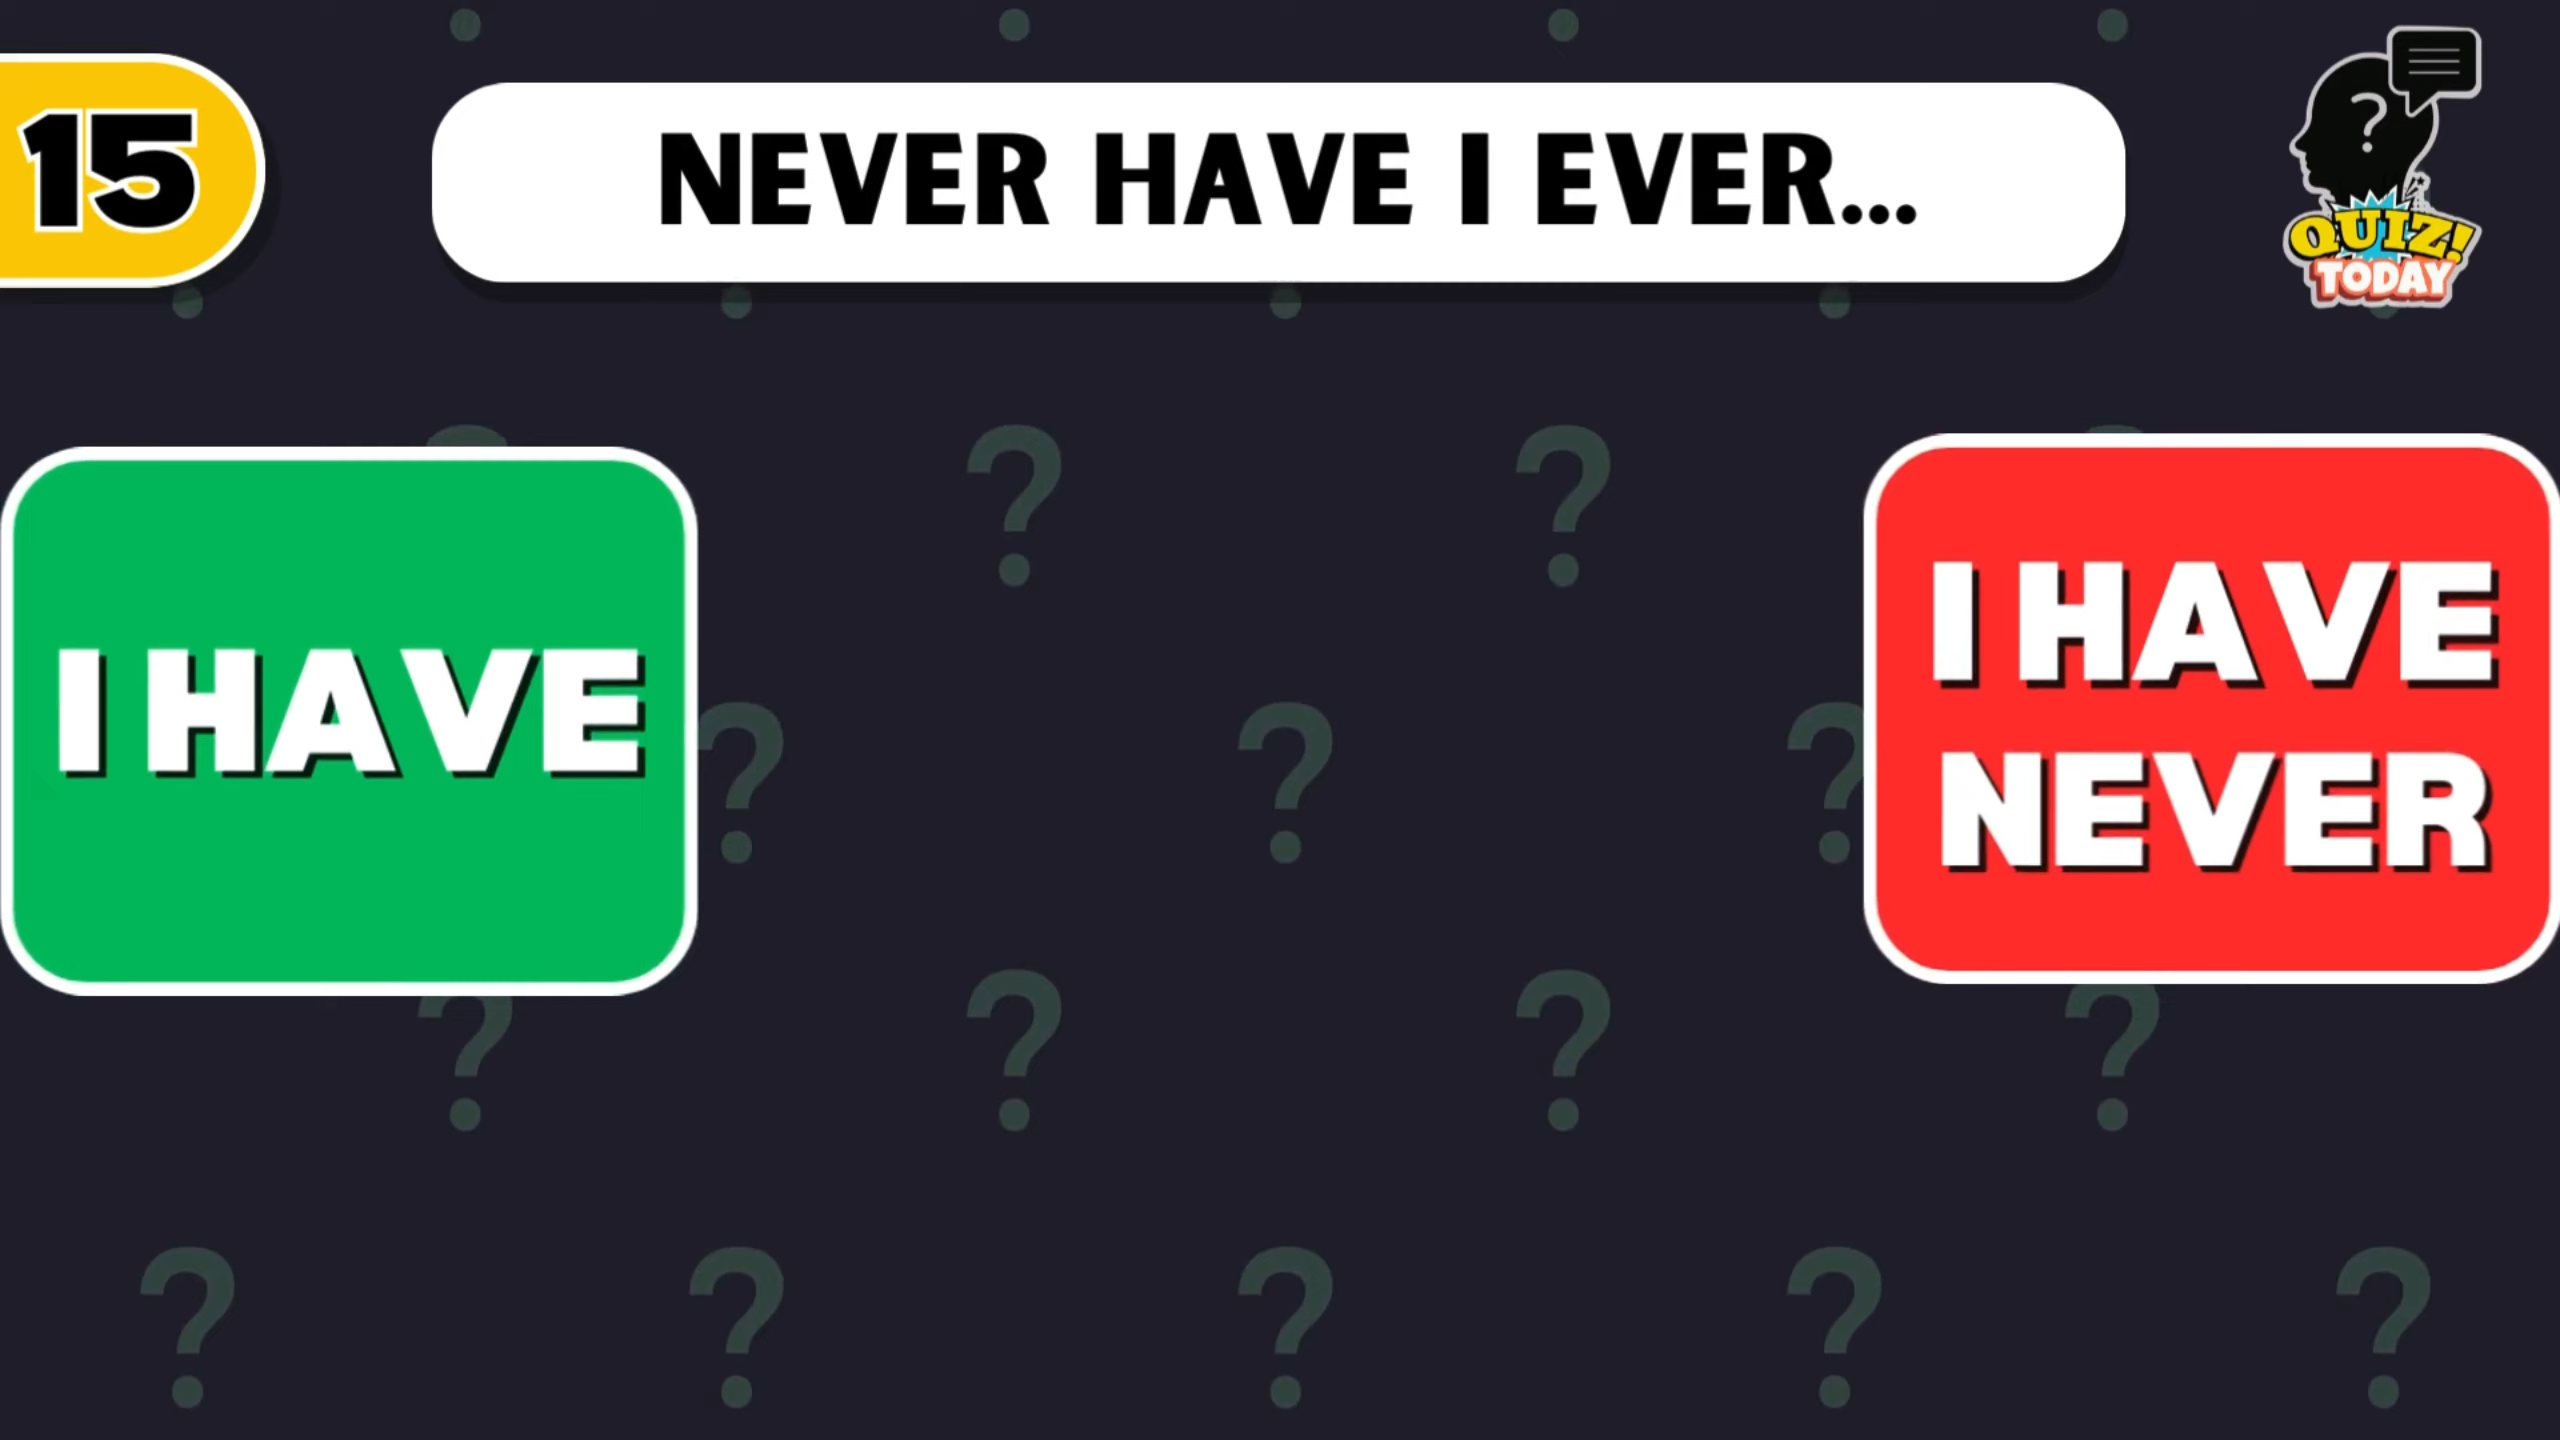 15
NEVER HAVE I EVER...
?
QUIZ!
TODAY
I HAVE
I HAVE
NEVER